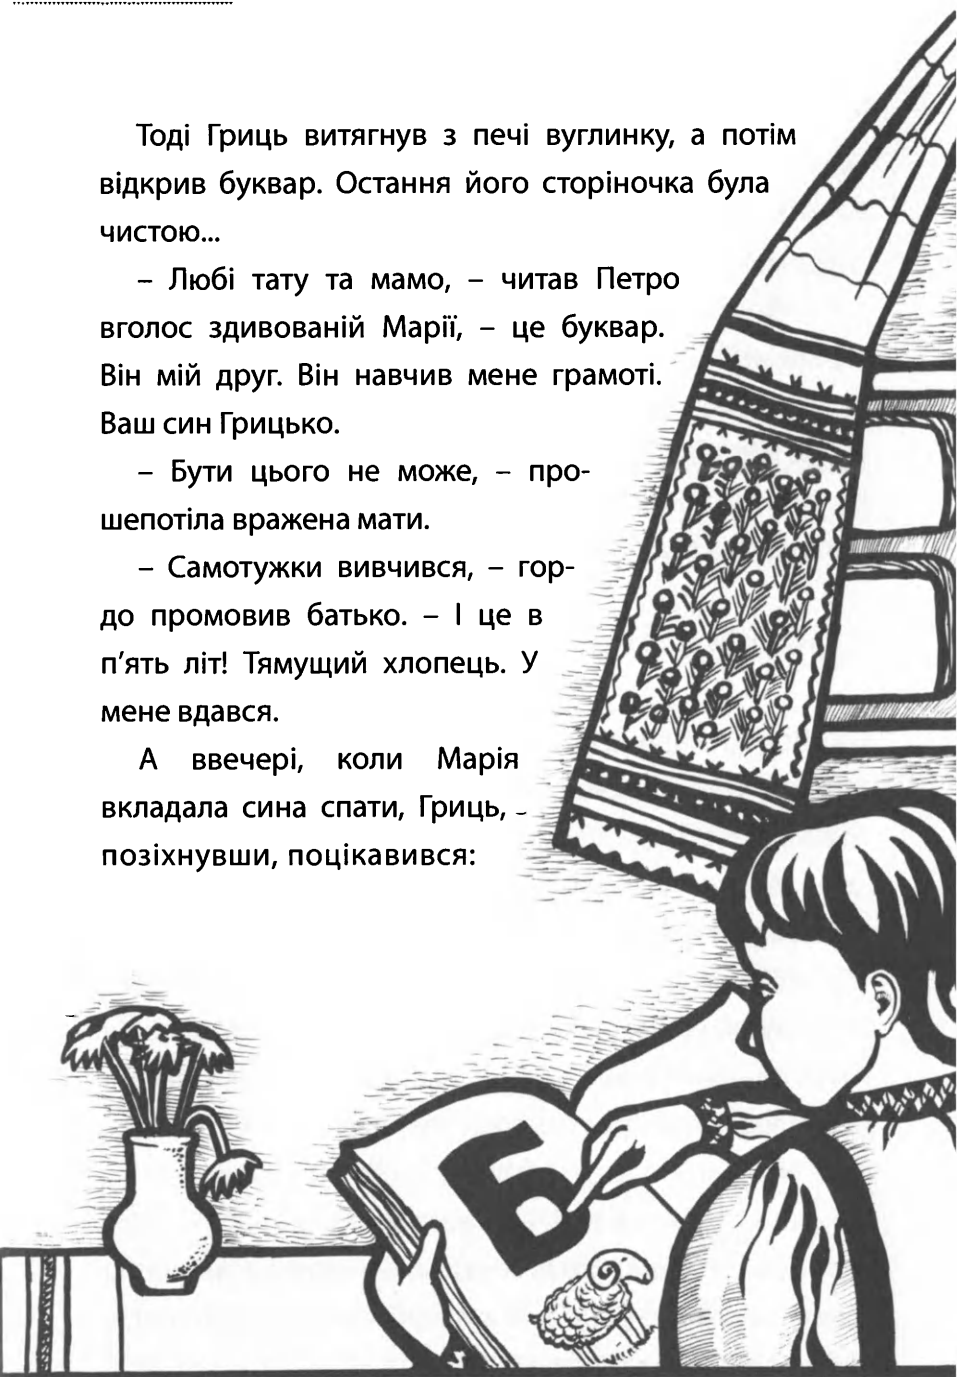 Тоді Гриць витягнув з печі вуглинку, а потім
відкрив буквар. Остання його сторіночка була
чистою...
– Любі тату та мамо, – читав Петро
вголос здивованій Марії, – це буквар.
Він мій друг. Він навчив мене грамоті.
Ваш син Грицько.
– Бути цього не може, – про-
шепотіла вражена мати.
– Самотужки вивчився, – гор-
до промовив батько. – І це в
п'ять літ! Тямущий хлопець. У
мене вдався.
А ввечері, коли Марія
вкладала сина спати, Гриць,
позіхнувши, поцікавився:
Б